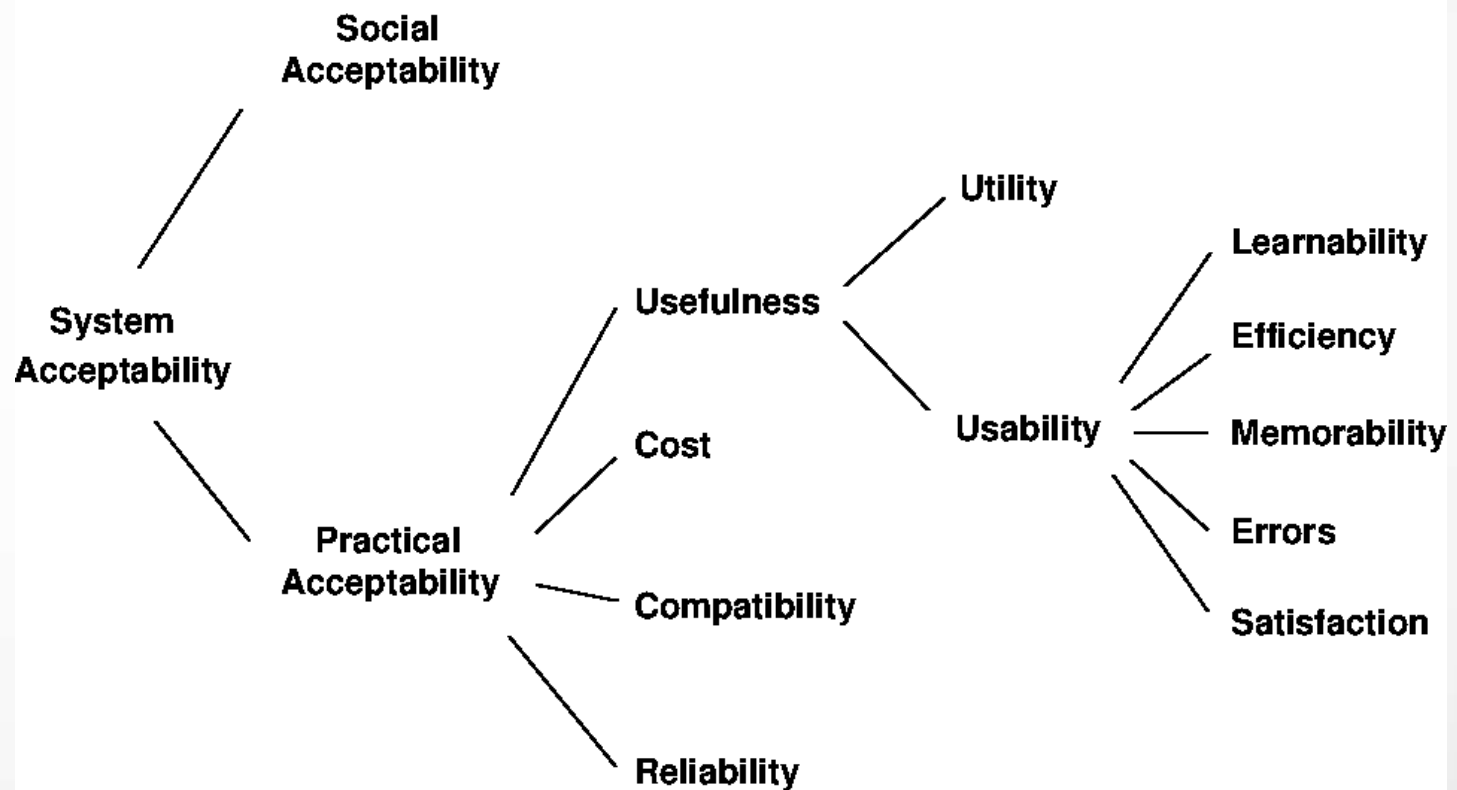 Social
Acceptability
Utility
Learnability
Usefulness
System
Acceptability
Efficiency
Usability
Memorability
Cost
Practical
Acceptability
Errors
Compatibility
Satisfaction
Reliability